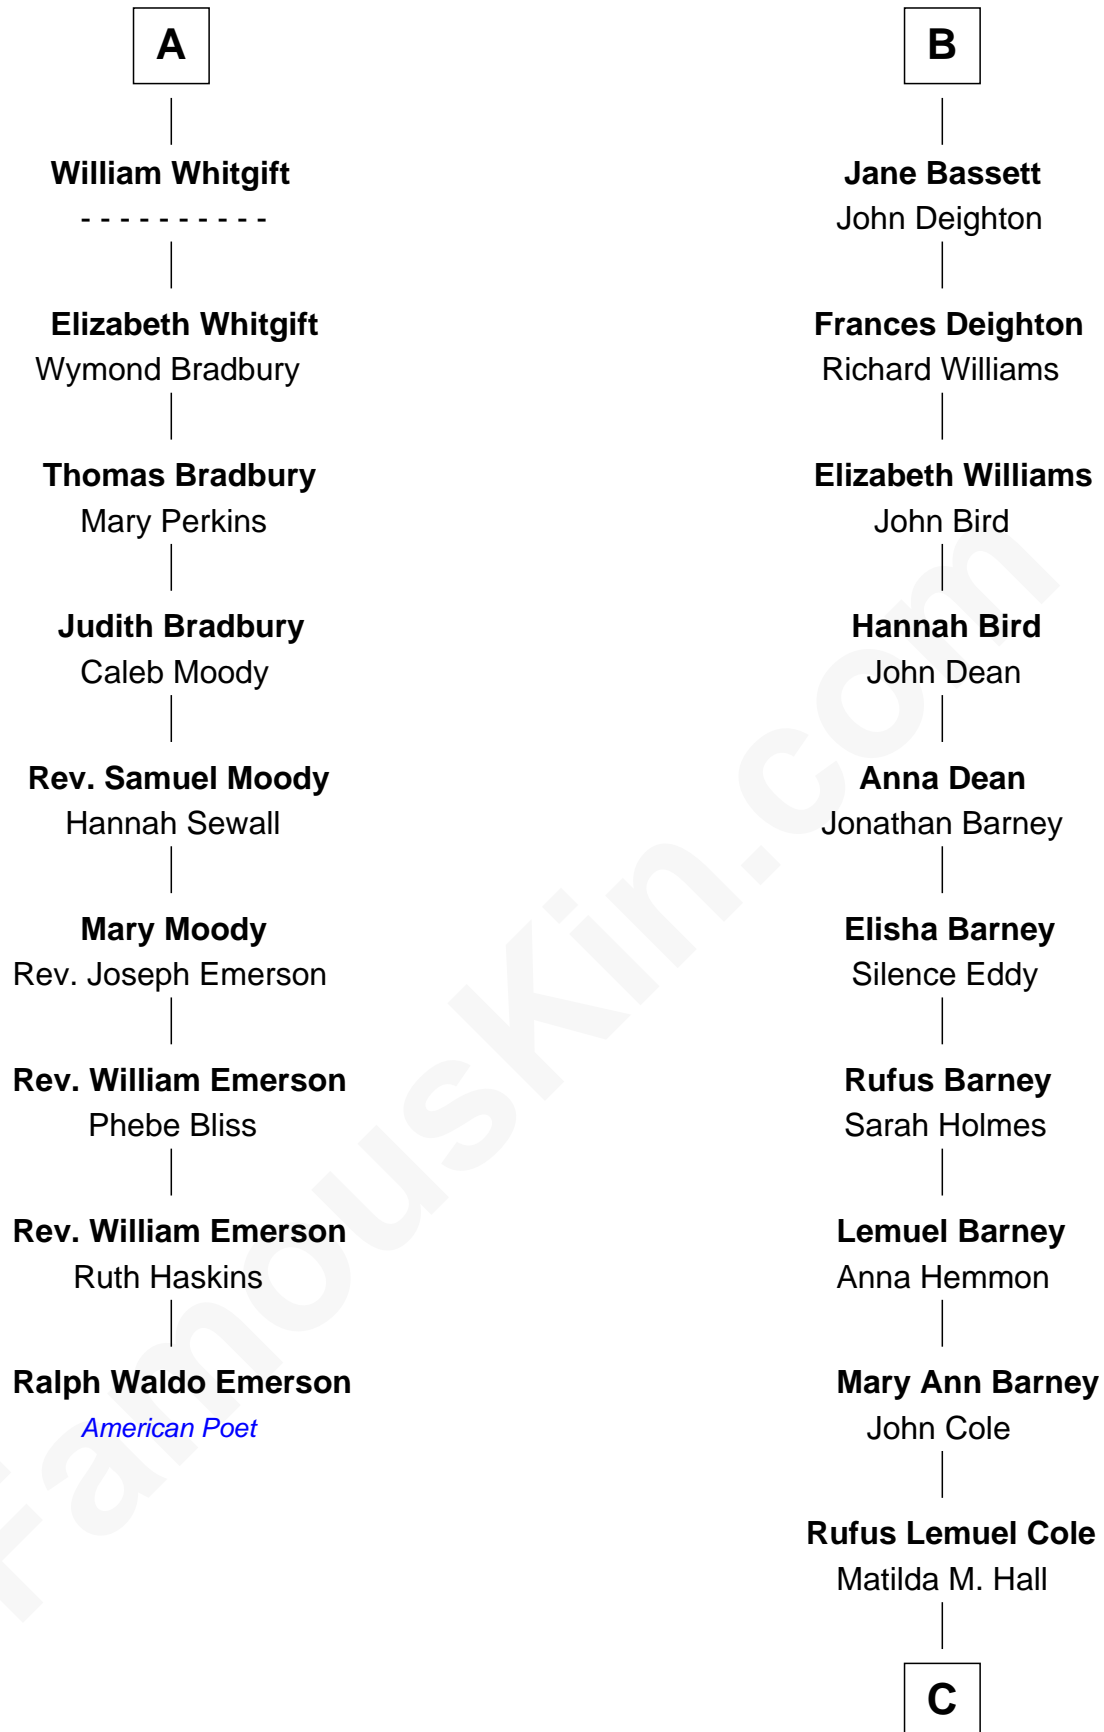 A
William Whitgift
- - - - - - - - - -
Elizabeth Whitgift
Wymond Bradbury
Thomas Bradbury
Mary Perkins
Judith Bradbury
Caleb Moody
Rev. Samuel Moody
Hannah Sewall
Mary Moody
Rev. Joseph Emerson
Rev. William Emerson
Phebe Bliss
Rev. William Emerson
Ruth Haskins
Ralph Waldo Emerson
American Poet
B
Jane Bassett
John Deighton
Frances Deighton
Richard Williams
Elizabeth Williams
John Bird
Hannah Bird
John Dean
Anna Dean
Jonathan Barney
Elisha Barney
Silence Eddy
Rufus Barney
Sarah Holmes
Lemuel Barney
Anna Hemmon
Mary Ann Barney
John Cole
Rufus Lemuel Cole
Matilda M. Hall
C
FamousKin.com